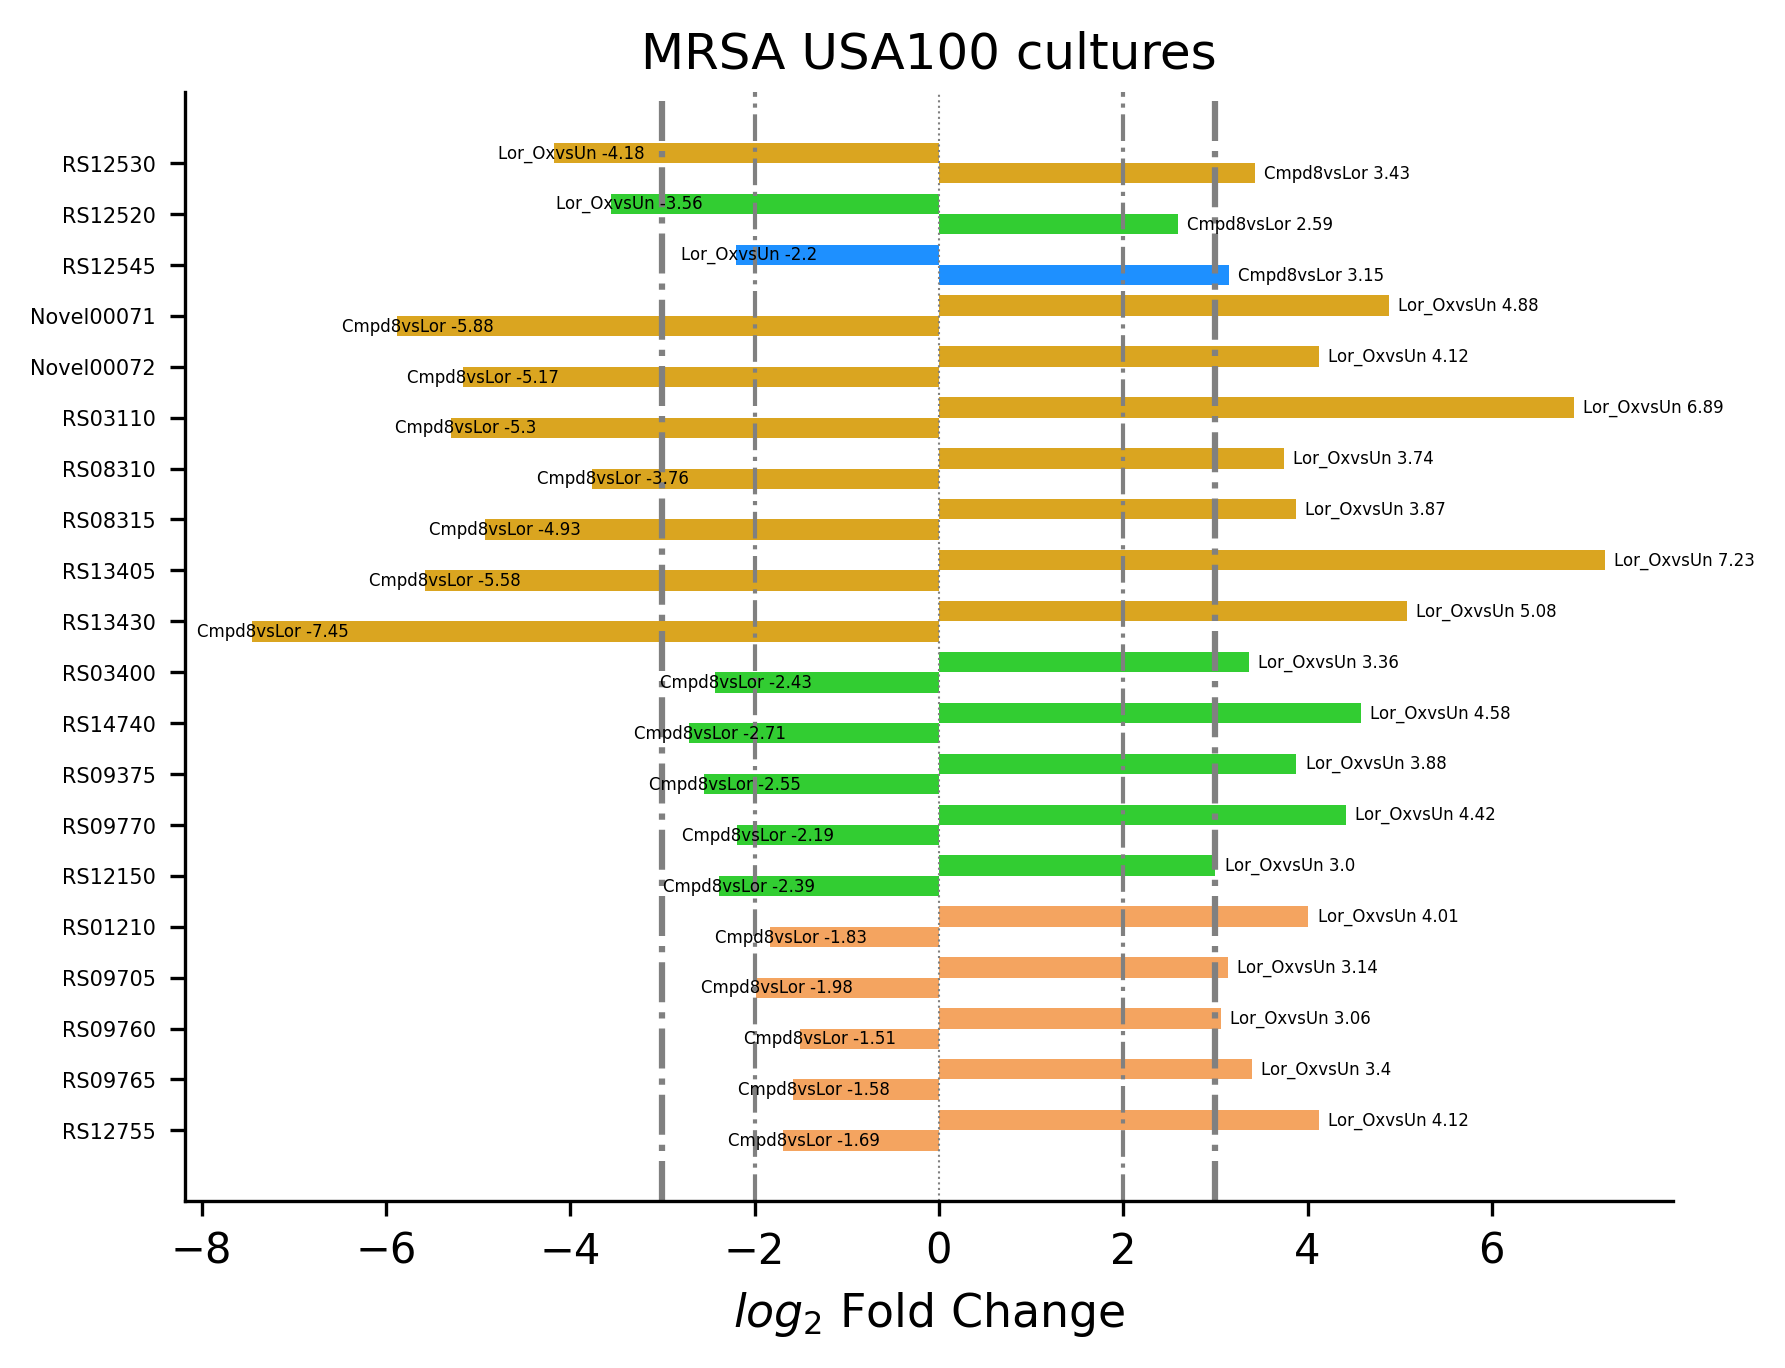 MRSA USA100 cultures
Lor_OxvsUn -4.18
RS12530
Cmpd8vsLor 3.43
Lor_OxvsUn -3.56
RS12520
Cmpd8vsLor 2.59
Lor_OxvsUn -2.2
RS12545
Cmpd8vsLor 3.15
Lor_OxvsUn 4.88
Novel00071
Cmpd8vsLor -5.88
Lor_OxvsUn 4.12
Novel00072
Cmpd8vsLor -5.17
Lor_OxvsUn 6.89
RS03110
Cmpd8vsLor -5.3
Lor_OxvsUn 3.74
RS08310
Cmpd8vsLor -3.76
Lor_OxvsUn 3.87
RS08315
Cmpd8vsLor -4.93
Lor_OxvsUn 7.23
RS13405
Cmpd8vsLor -5.58
Lor_OxvsUn 5.08
RS13430
Cmpd8vsLor -7.45
Lor_OxvsUn 3.36
RS03400
Cmpd8vsLor -2.43
Lor_OxvsUn 4.58
RS14740
Cmpd8vsLor -2.71
Lor_OxvsUn 3.88
RS09375
Cmpd8vsLor -2.55
Lor_OxvsUn 4.42
RS09770
Cmpd8vsLor -2.19
Lor_OxvsUn 3.0
RS12150
Cmpd8vsLor -2.39
Lor_OxvsUn 4.01
RS01210
Cmpd8vsLor -1.83
Lor_OxvsUn 3.14
RS09705
Cmpd8vsLor -1.98
Lor_OxvsUn 3.06
RS09760
Cmpd8vsLor -1.51
Lor_OxvsUn 3.4
RS09765
Cmpd8vsLor -1.58
Lor_OxvsUn 4.12
RS12755
Cmpd8vsLor -1.69
−8 −6 −4 −2 0 2 4 6
log₂ Fold Change